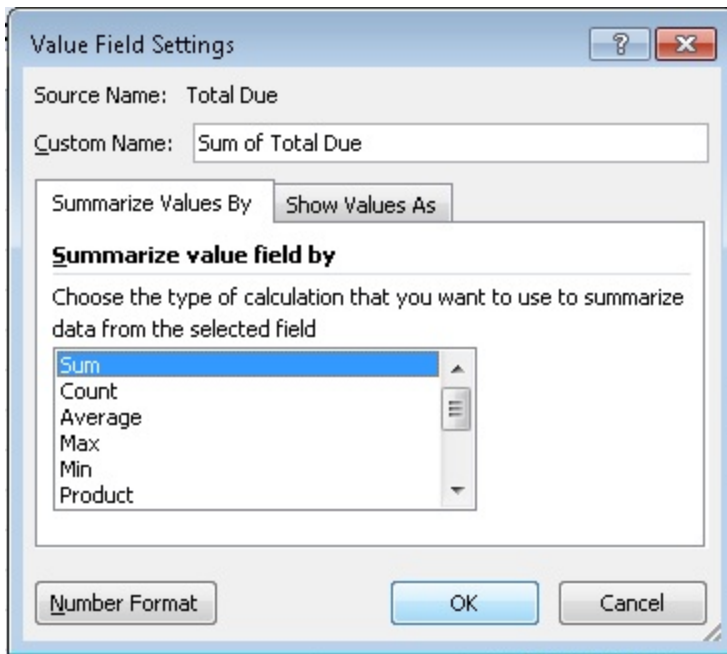 Value Field Settings
Source Name: Total Due
Custom Name: Sum of Total Due
Summarize Values By Show Values As
Summarize value field by
Choose the type of calculation that you want to use to summarize
data from the selected field
Sum
Count
Average
Max
Min
Product
Number Format OK Cancel